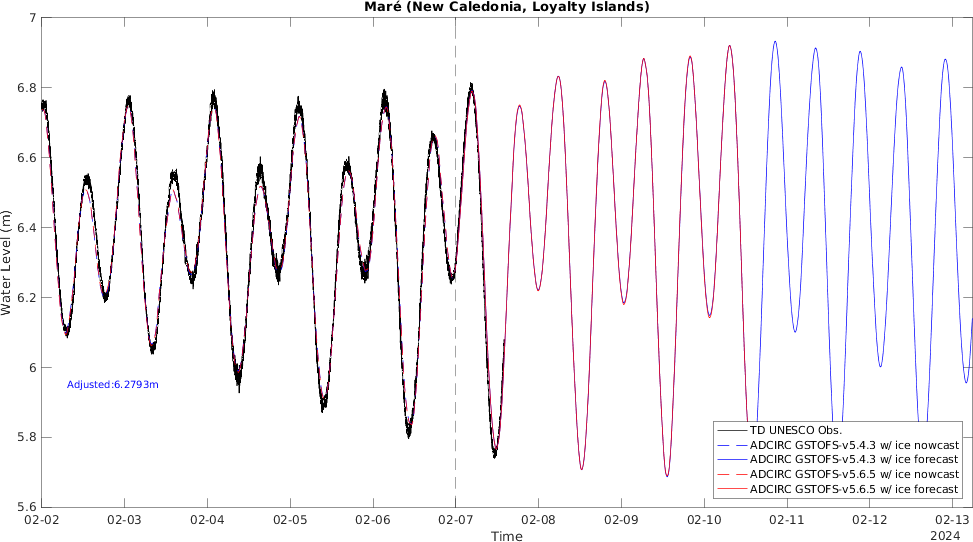 Maré (New Caledonia, Loyalty Islands)
7
6.8
6.6
6.4
6.2
6
5.8
5.6
Water Level (m)
Adjusted:6.2793m
TD UNESCO Obs.
ADCIRC GSTOFS-v5.4.3 w/ ice nowcast
ADCIRC GSTOFS-v5.4.3 w/ ice forecast
ADCIRC GSTOFS-v5.6.5 w/ ice nowcast
ADCIRC GSTOFS-v5.6.5 w/ ice forecast
02-02 02-03 02-04 02-05 02-06 02-07 02-08 02-09 02-10 02-11 02-12 02-13
Time
2024